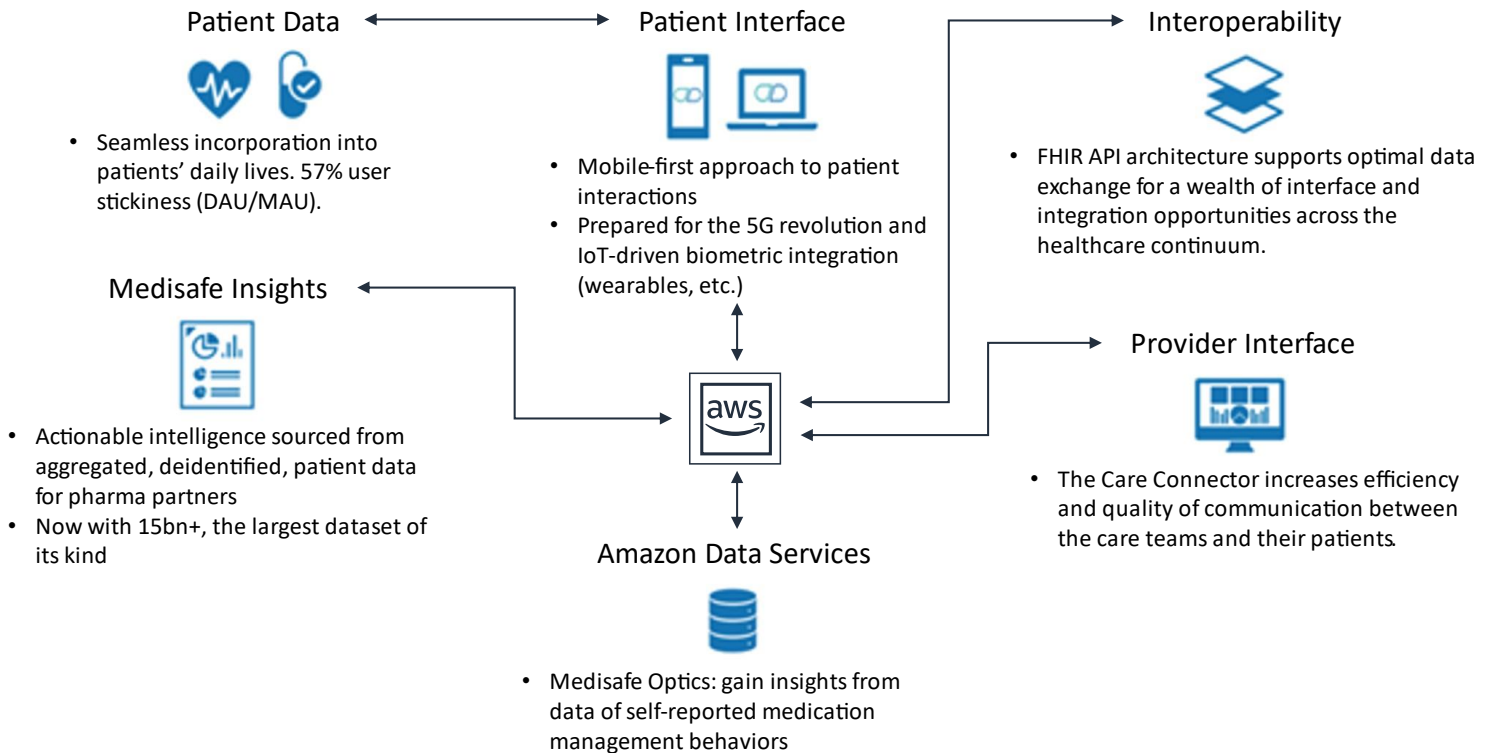 Patient Data
• Seamless incorporation into
patients' daily lives. 57% user
stickiness (DAU/MAU).
Patient Interface
• Mobile-first approach to patient
interactions
• Prepared for the 5G revolution and
IoT-driven biometric integration
(wearables, etc.)
Interoperability
• FHIR API architecture supports optimal data
exchange for a wealth of interface and
integration opportunities across the
healthcare continuum.
Medisafe Insights
• Actionable intelligence sourced from
aggregated, deidentified, patient data
for pharma partners
• Now with 15bn+, the largest dataset of
its kind
aws
Provider Interface
• The Care Connector increases efficiency
and quality of communication between
the care teams and their patients.
Amazon Data Services
• Medisafe Optics: gain insights from
data of self-reported medication
management behaviors